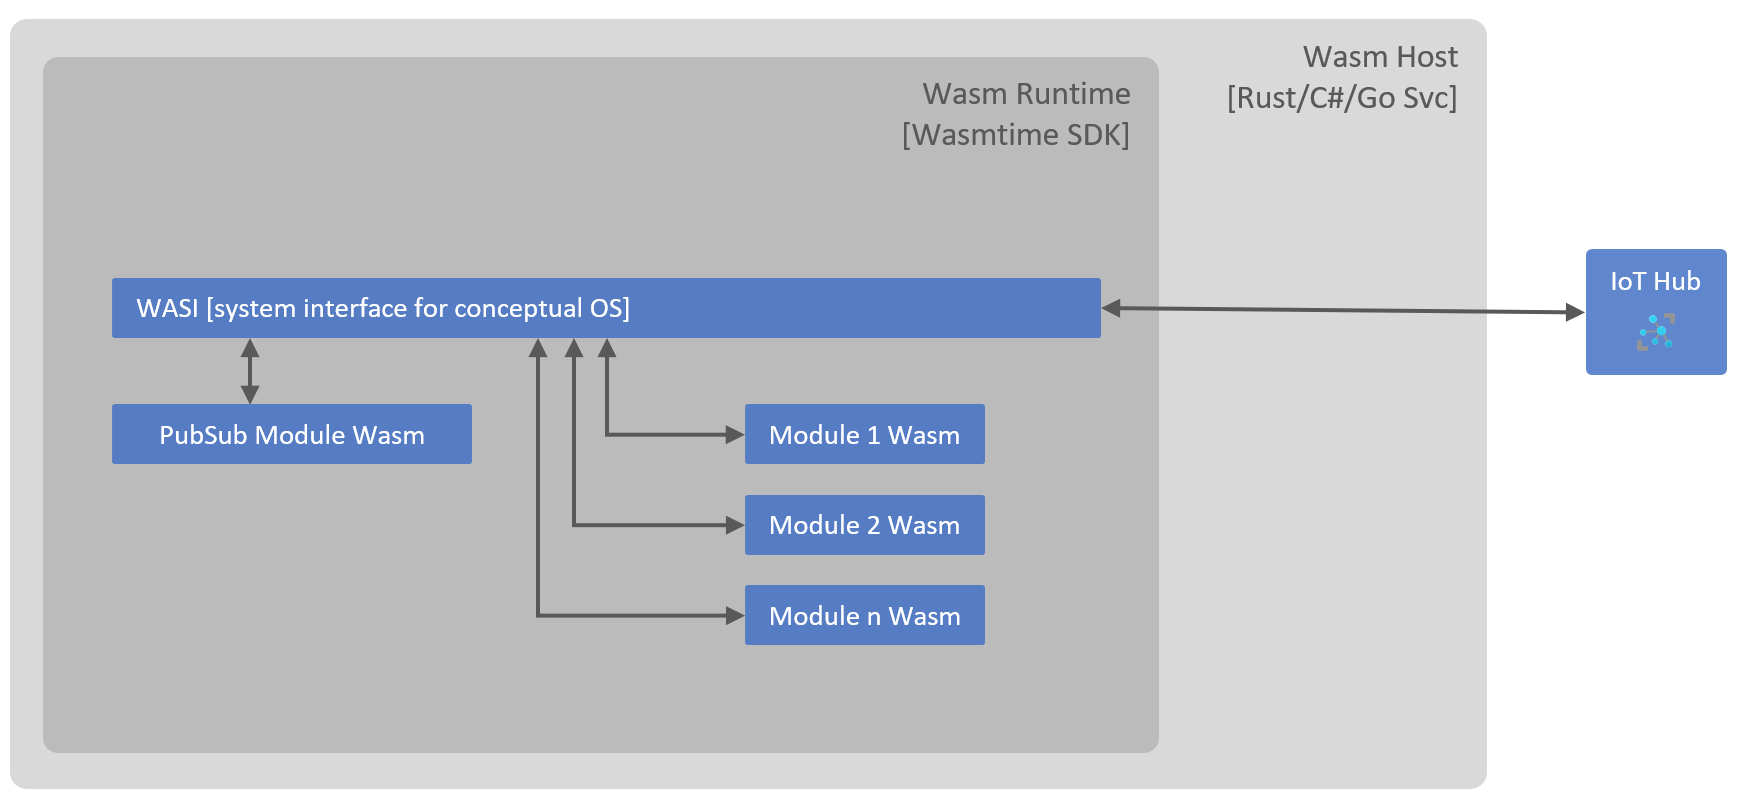 Wasm Host
[Rust/C#/Go Svc]
Wasm Runtime
[Wasmtime SDK]
WASI [system interface for conceptual OS]
IoT Hub
PubSub Module Wasm
Module 1 Wasm
Module 2 Wasm
Module n Wasm